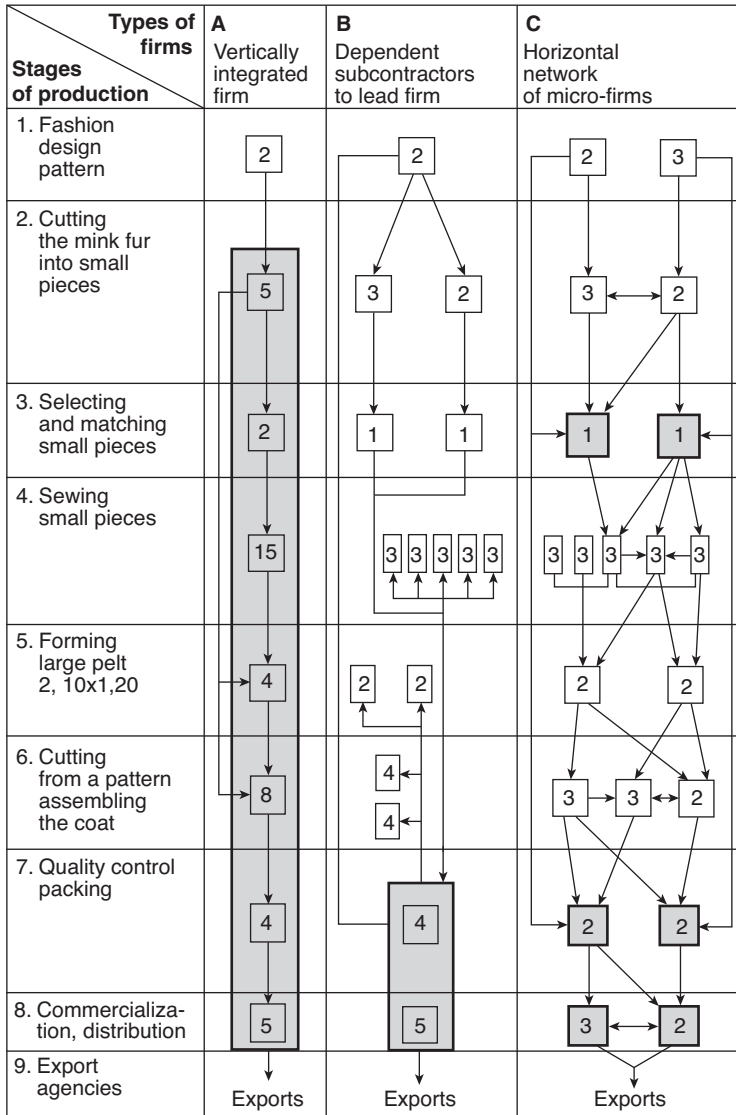 Types of
firms
Stages
of production
A
Vertically
integrated
firm
B
Dependent
subcontractors
to lead firm
C
Horizontal
network
of micro-firms
1. Fashion
design
pattern
2
2
2 3
2. Cutting
the mink fur
into small
pieces
5
3 2
3 2
3. Selecting
and matching
small pieces
2
1 1
1 1
4. Sewing
small pieces
15
3 3 3 3 3
3 3 3 3 3
5. Forming
large pelt
2, 10x1,20
4
2 2
2 2
6. Cutting
from a pattern
assembling
the coat
8
4
4
3 3 2
7. Quality control
packing
4
4
2 2
8. Commercializa-
tion, distribution
5
5
3 2
9. Export
agencies
Exports
Exports
Exports